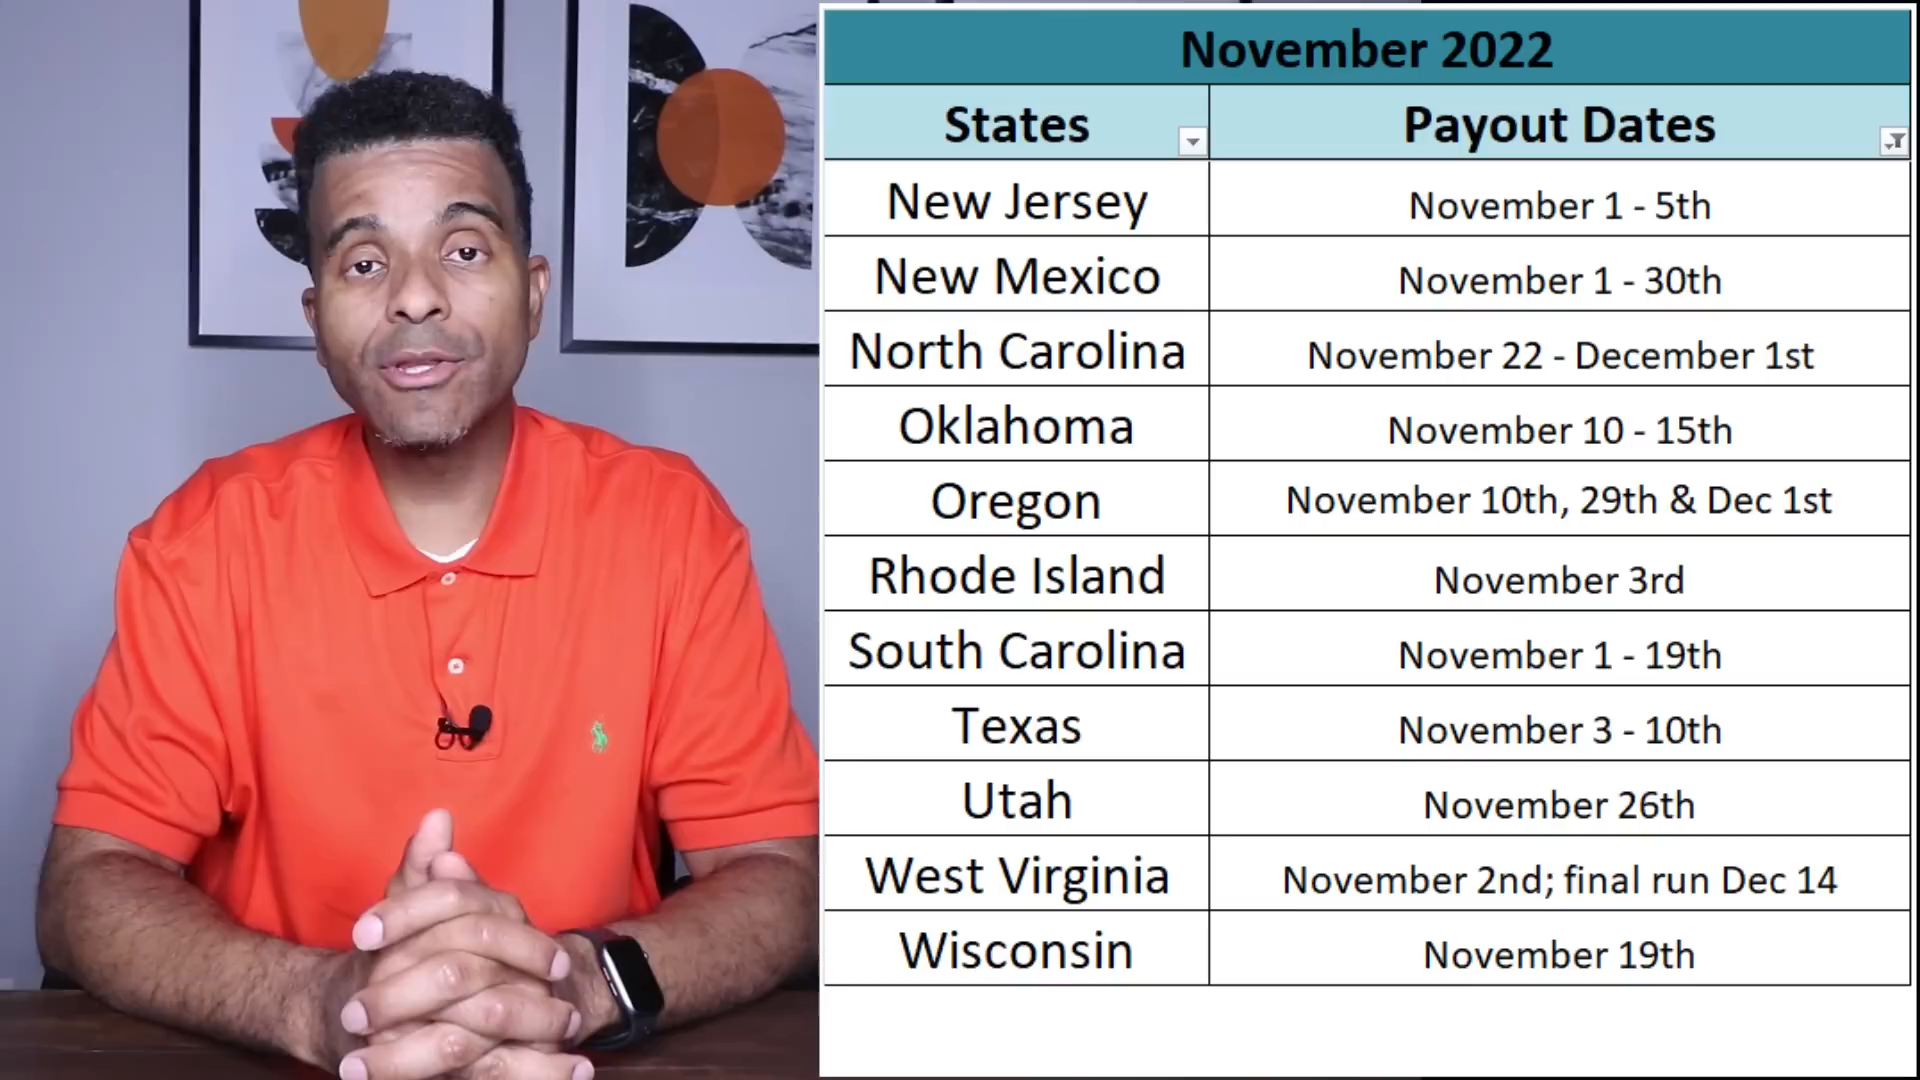 November 2022
States Payout Dates
New Jersey November 1 - 5th
New Mexico November 1 - 30th
North Carolina November 22 - December 1st
Oklahoma November 10 - 15th
Oregon November 10th, 29th & Dec 1st
Rhode Island November 3rd
South Carolina November 1 - 19th
Texas November 3 - 10th
Utah November 26th
West Virginia November 2nd; final run Dec 14
Wisconsin November 19th